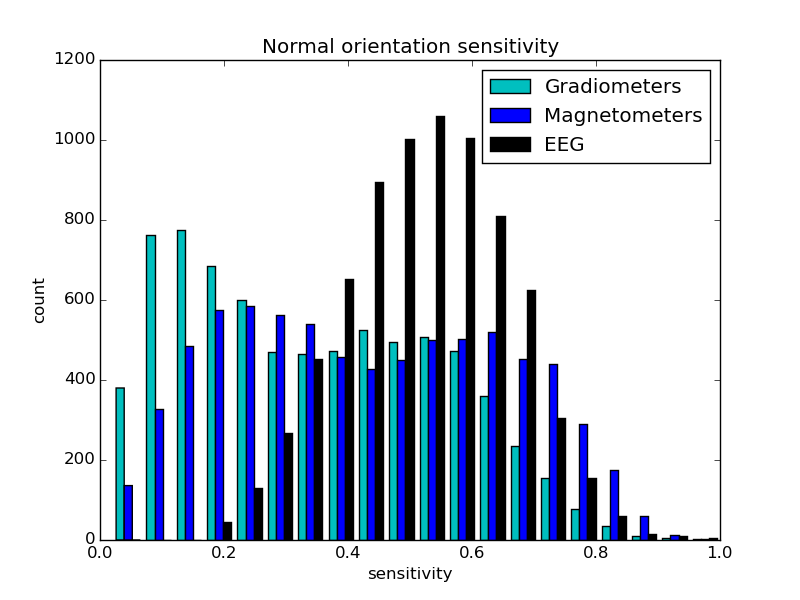 Normal orientation sensitivity
1200
1000
800
600
400
200
0
count
Gradiometers
Magnetometers
EEG
0.0 0.2 0.4 0.6 0.8 1.0
sensitivity